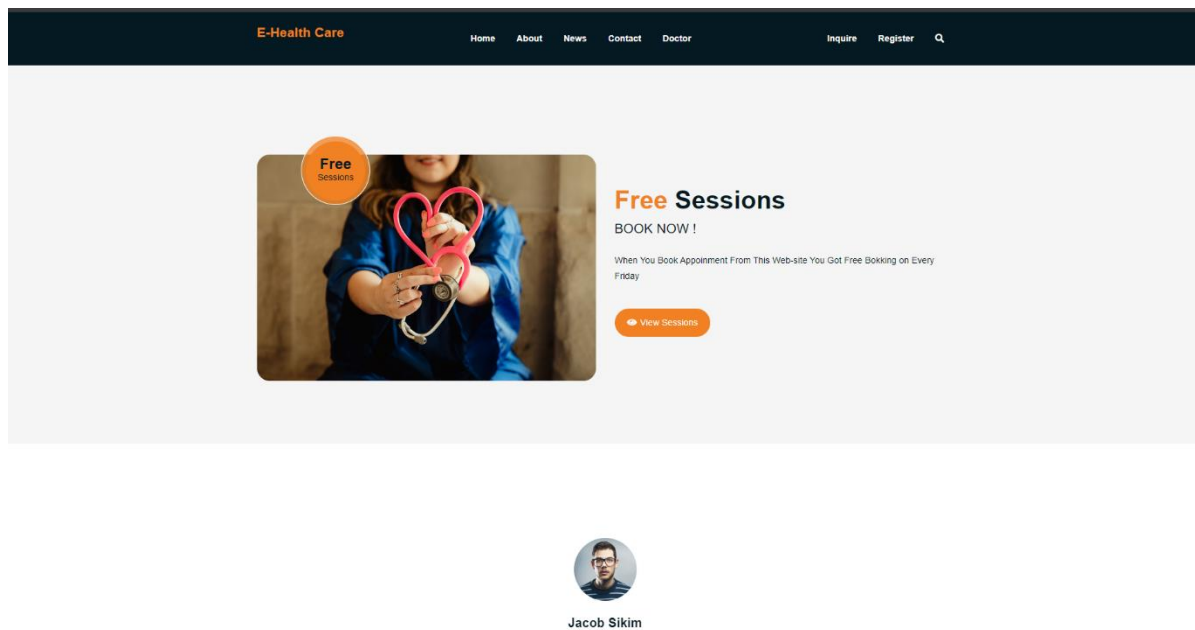 E-Health Care
Home About News Contact Doctor Inquire Register
Free
Sessions
Free Sessions
BOOK NOW !
When You Book Appoinment From This Web-site You Got Free Bokking on Every
Friday
View Sessions
Jacob Sikim